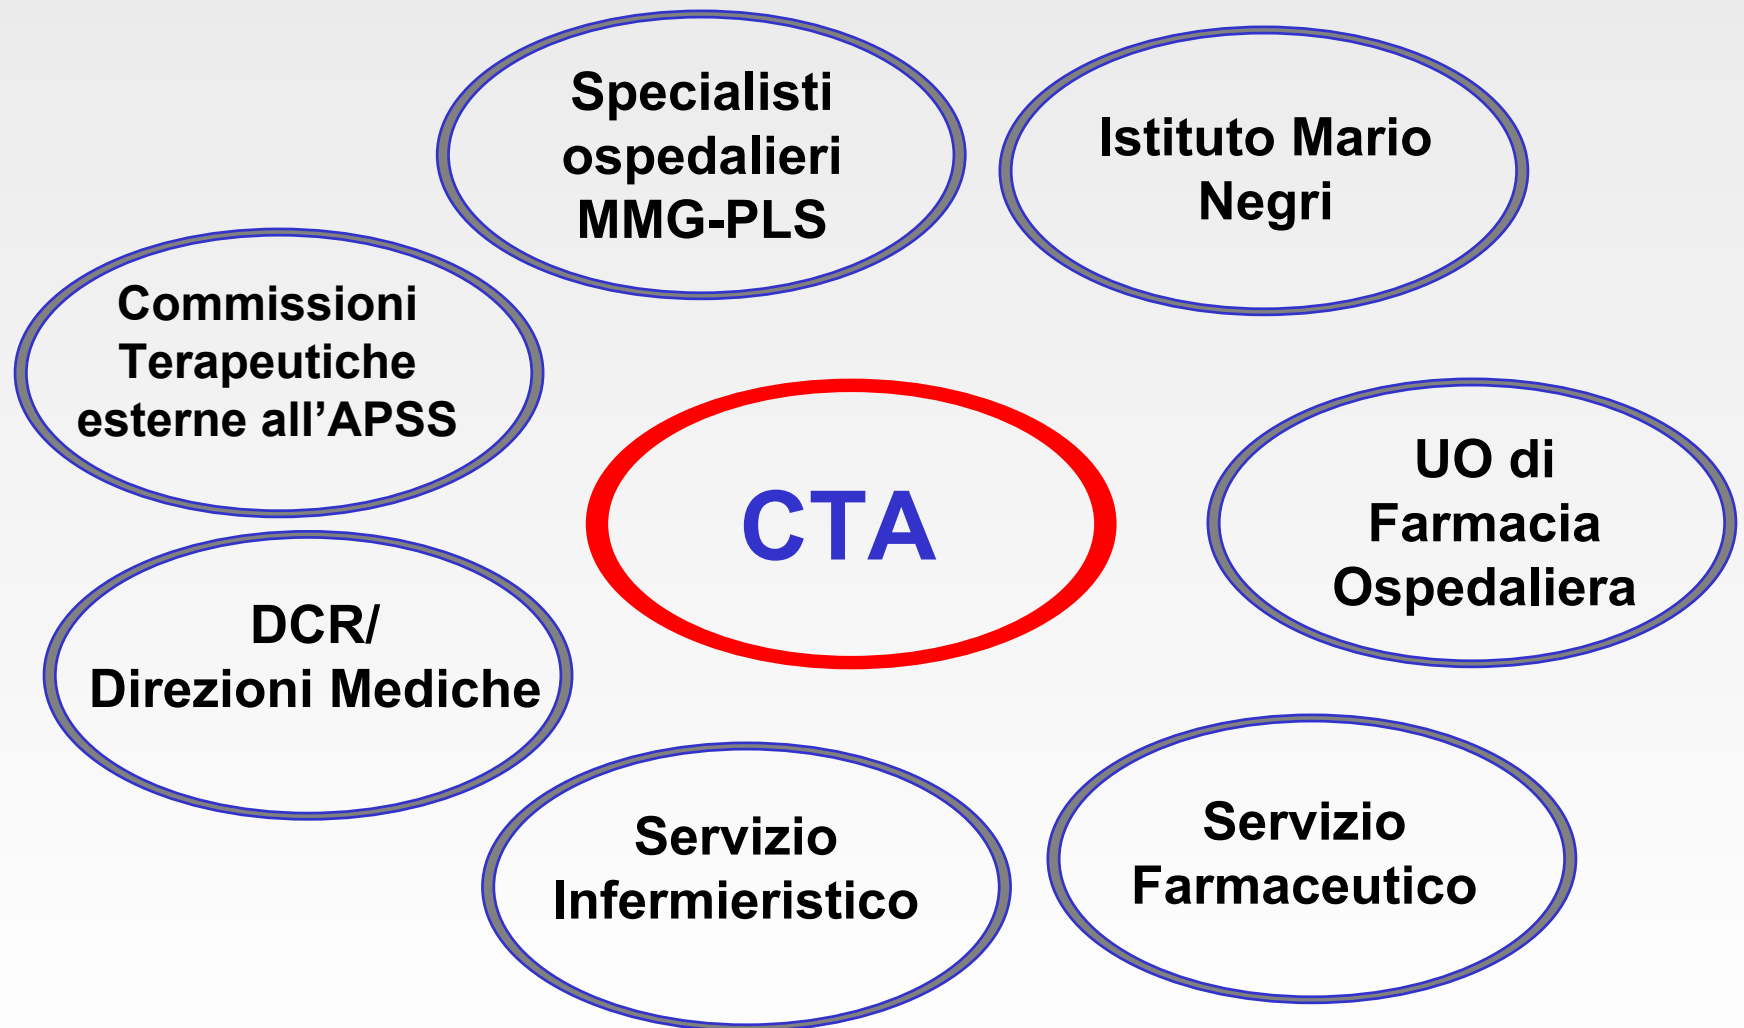 Specialisti
ospedalieri
MMG-PLS
Istituto Mario
Negri
Commissioni
Terapeutiche
esterne all’APSS
CTA
UO di
Farmacia
Ospedaliera
DCR/
Direzioni Mediche
Servizio
Infermieristico
Servizio
Farmaceutico